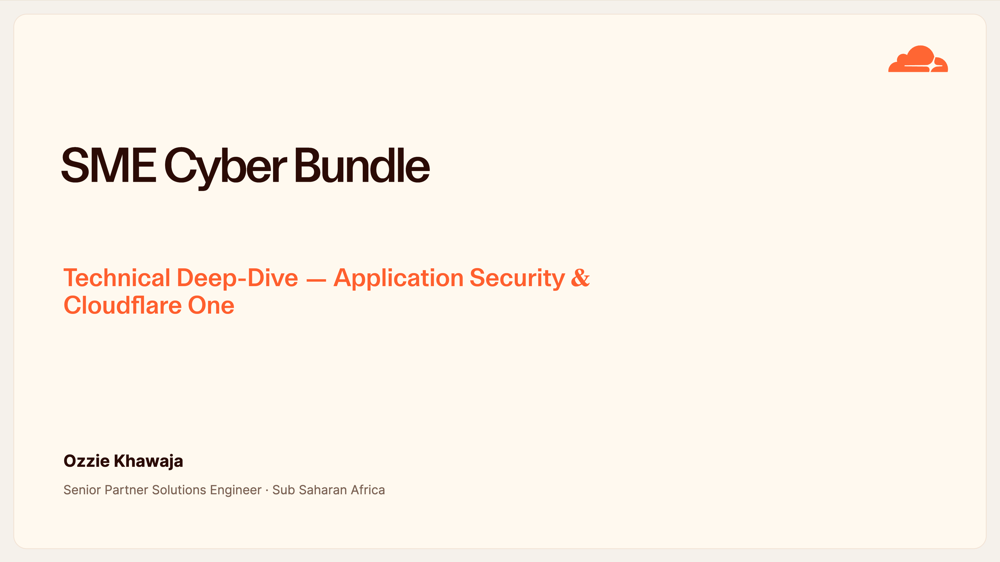 SME Cyber Bundle
Technical Deep-Dive — Application Security &
Cloudflare One
Ozzie Khawaja
Senior Partner Solutions Engineer · Sub Saharan Africa